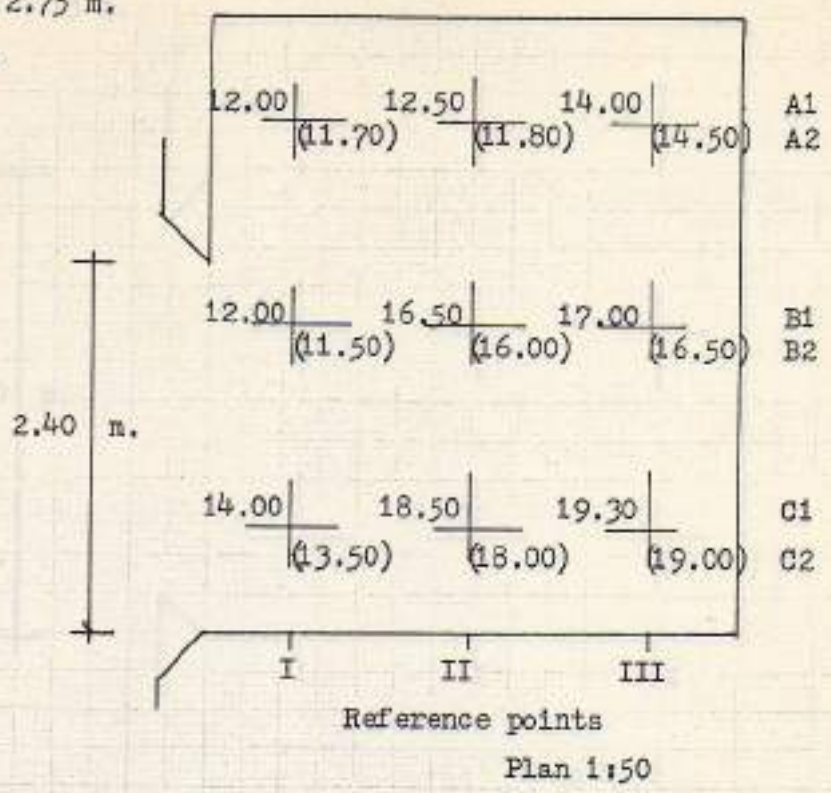 2.75 m.
12.00 12.50 14.00 A1
(11.70) (11.80) (14.50) A2
12.00 16.50 17.00 B1
(11.50) (16.00) (16.50) B2
2.40 m.
14.00 18.50 19.30 C1
(13.50) (18.00) (19.00) C2
I II III
Reference points
Plan 1:50